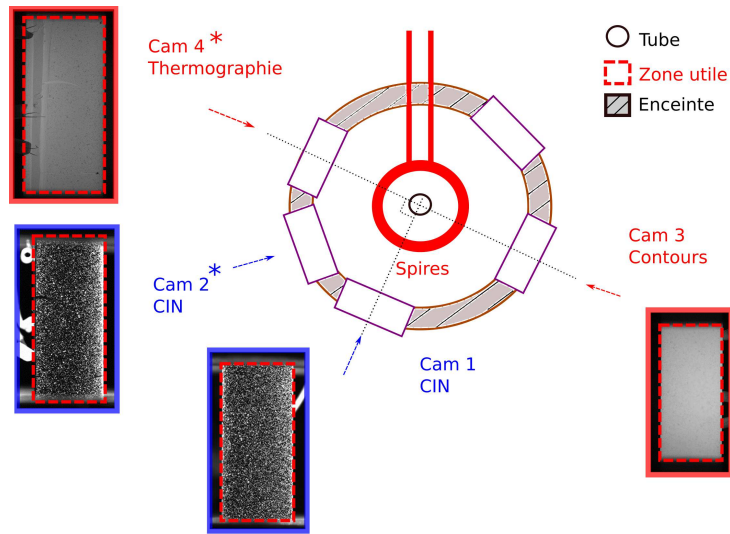 Cam 4 *
Thermographie
Tube
Zone utile
Enceinte
Cam 3
Contours
Spires
Cam 2 *
CIN
Cam 1
CIN